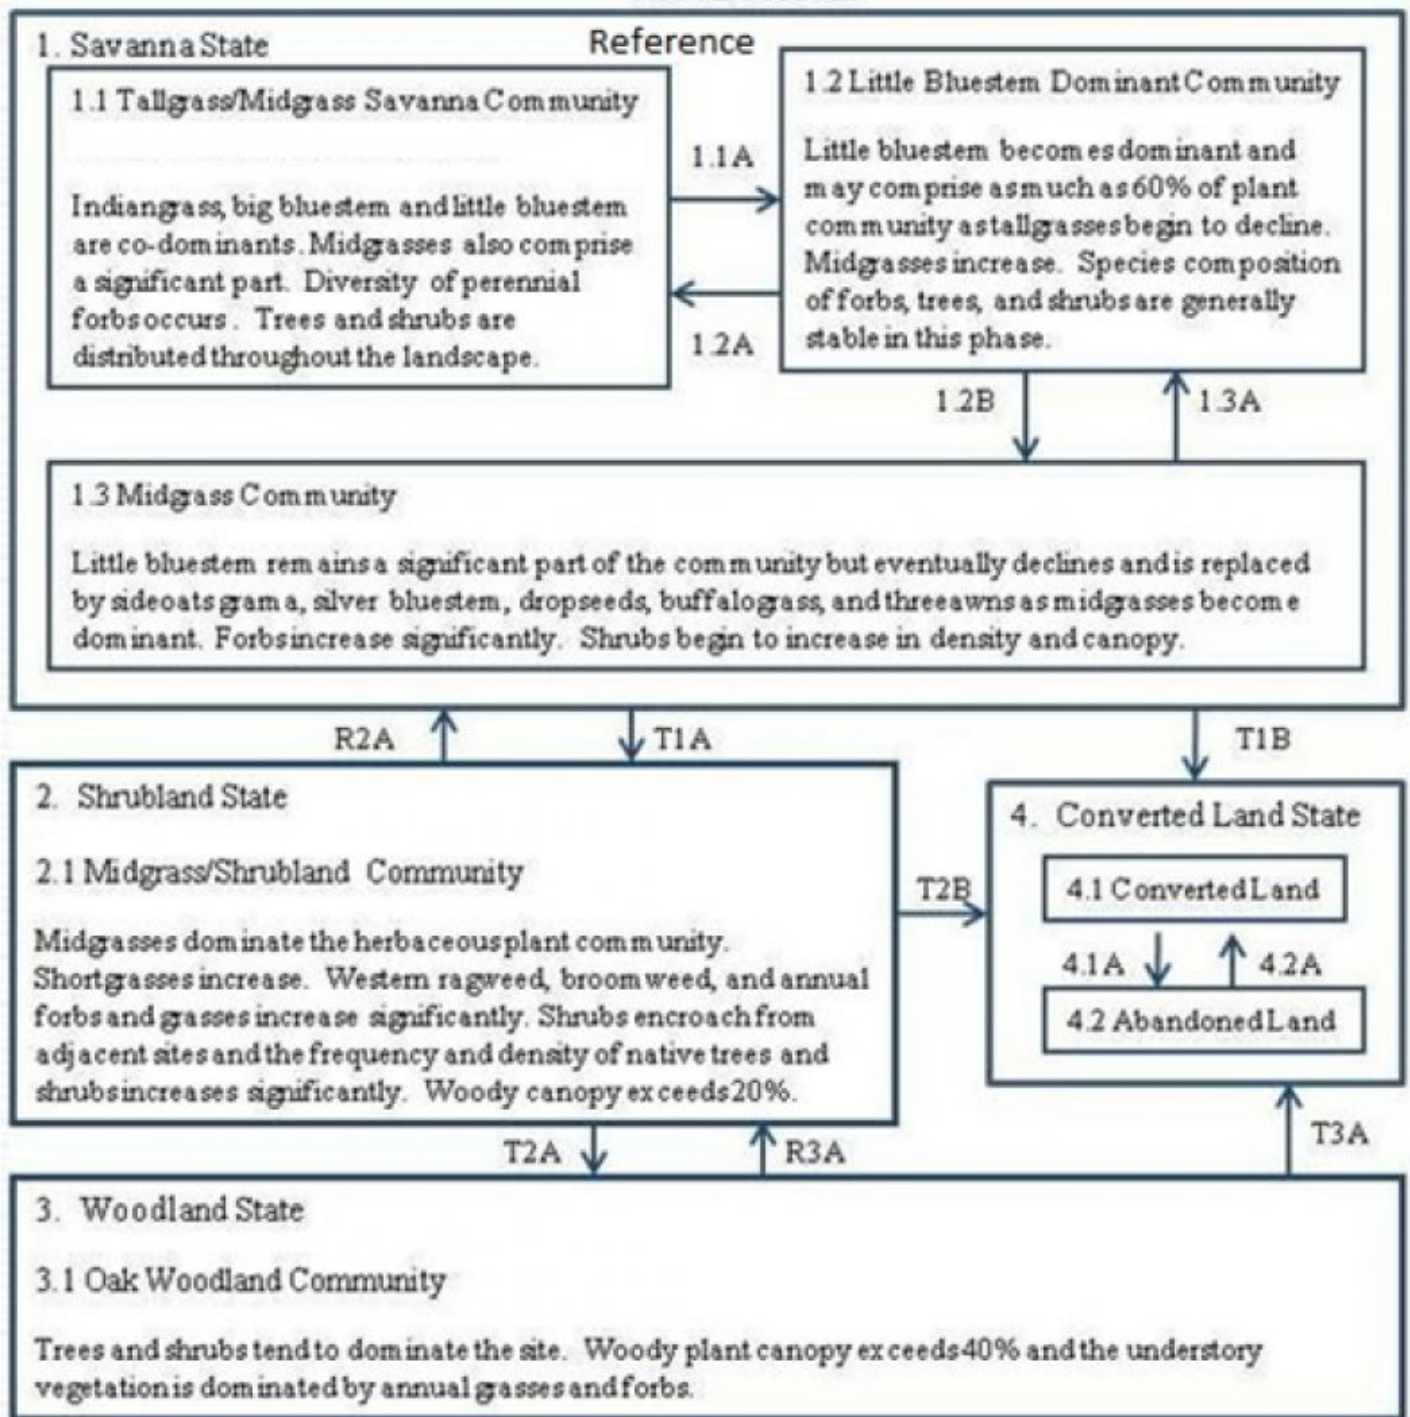 1. Savanna State
Reference
1.1 Tallgrass/Midgrass Savanna Community
Indiangrass, big bluestem and little bluestem
are co-dominants. Midgrasses also comprise
a significant part. Diversity of perennial
forbs occurs. Trees and shrubs are
distributed throughout the landscape.
1.1A
1.2A
1.2 Little Bluestem Dominant Community
Little bluestem becomes dominant and
may comprise as much as 60% of plant
community as tallgrasses begin to decline.
Midgrasses increase. Species composition
of forbs, trees, and shrubs are generally
stable in this phase.
1.2B
1.3A
1.3 Midgrass Community
Little bluestem remains a significant part of the community but eventually declines and is replaced
by sideoats grama, silver bluestem, dropseeds, buffalograss, and threeawns as midgrasses become
dominant. Forbs increase significantly. Shrubs begin to increase in density and canopy.
R2A
T1A
T1B
2. Shrubland State
2.1 Midgrass/Shrubland Community
Midgrasses dominate the herbaceous plant community.
Shortgrasses increase. Western ragweed, broomweed, and annual
forbs and grasses increase significantly. Shrubs encroach from
adjacent sites and the frequency and density of native trees and
shrubs increases significantly. Woody canopy exceeds 20%.
T2B
4. Converted Land State
4.1 Converted Land
4.1A
4.2A
4.2 Abandoned Land
T2A
R3A
T3A
3. Woodland State
3.1 Oak Woodland Community
Trees and shrubs tend to dominate the site. Woody plant canopy exceeds 40% and the understory
vegetation is dominated by annual grasses and forbs.